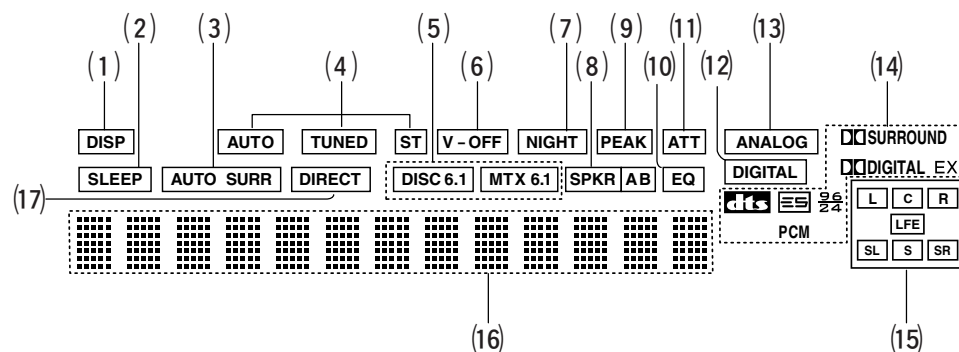 (2) (3) (5) (7) (9) (11) (13)
(1) (4) (6) (8) (10) (12) (14)
DISP AUTO TUNED ST V-OFF NIGHT PEAK ATT ANALOG SURROUND
SLEEP AUTO SURR DIRECT DISC 6.1 MTX 6.1 SPKR AB EQ DIGITAL DIGITAL EX
(17) dts ES 96/24 L C R
PCM LFE
SL S SR
(16) (15)